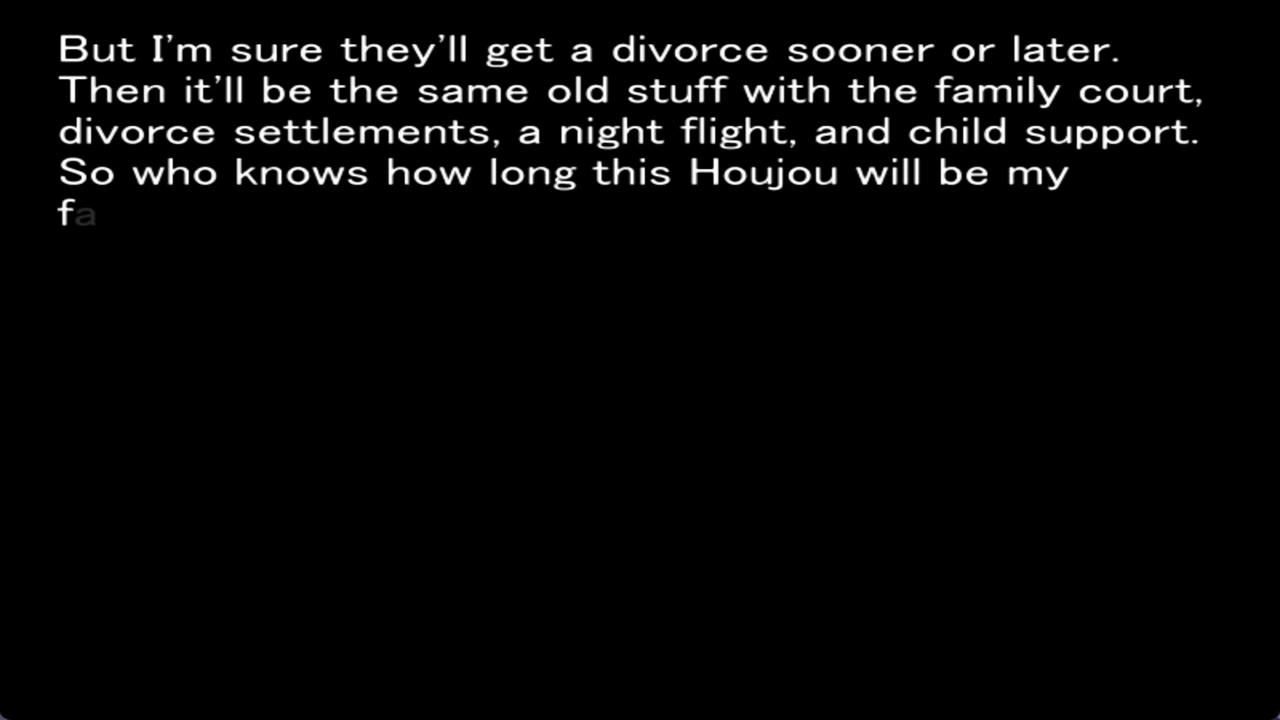 But I'm sure they'll get a divorce sooner or later.
Then it'll be the same old stuff with the family court,
divorce settlements, a night flight, and child support.
So who knows how long this Houjou will be my
fa